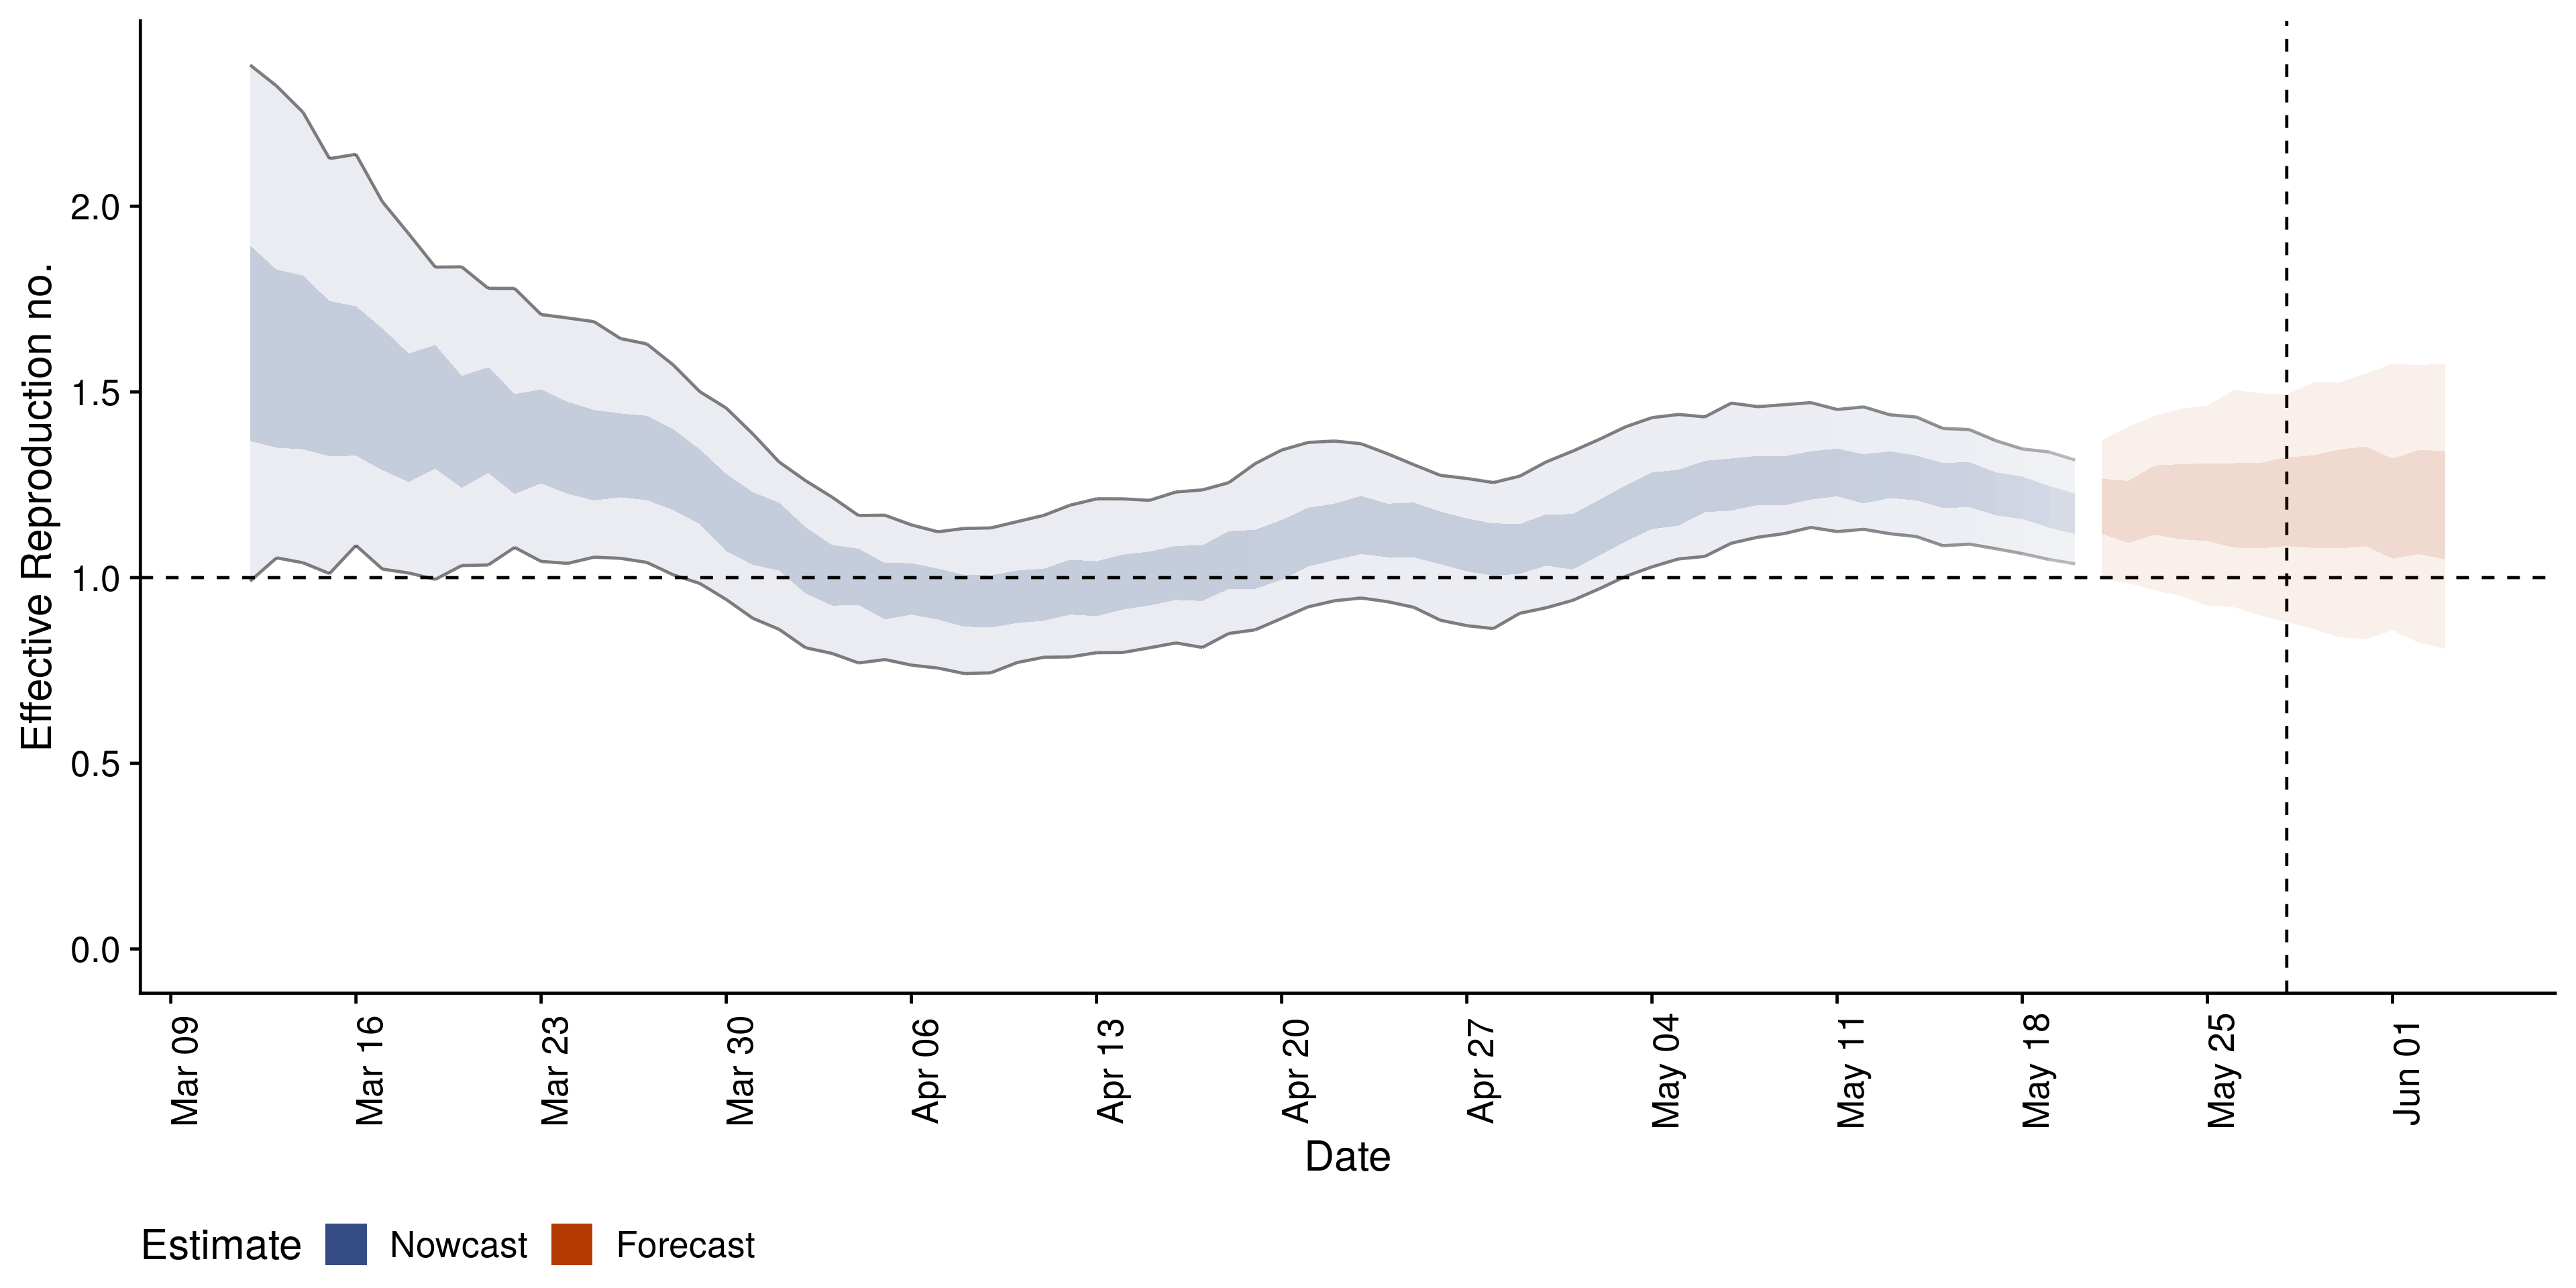 Effective Reproduction no.
2.0
1.5
1.0
0.5
0.0
Mar 09
Mar 16
Mar 23
Mar 30
Apr 06
Apr 13
Apr 20
Apr 27
May 04
May 11
May 18
May 25
Jun 01
Date
Estimate Nowcast Forecast